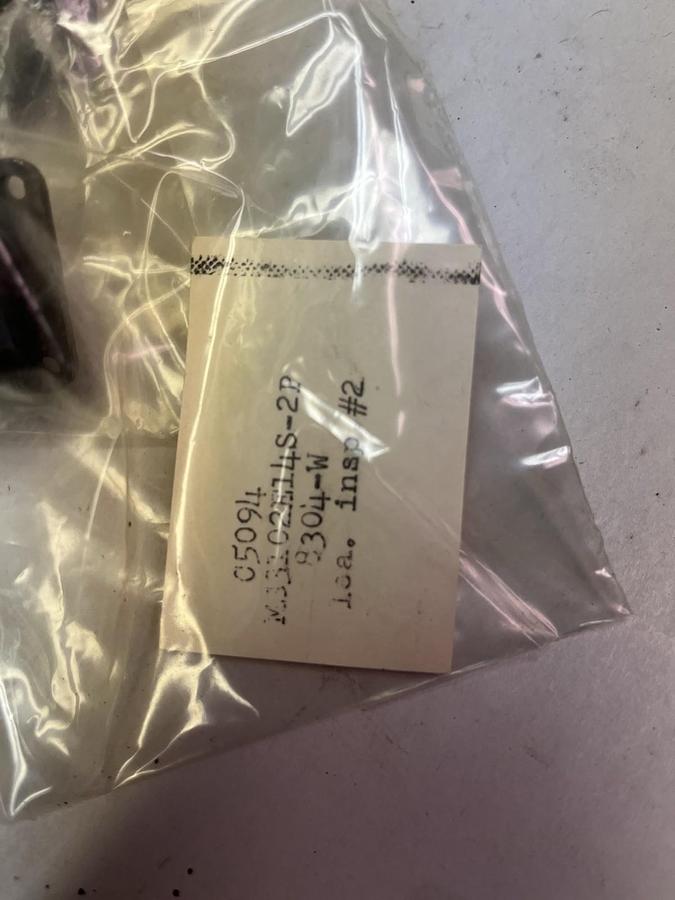 C5094
MS3102E14S-2P
8304-W
1ea. insp #2